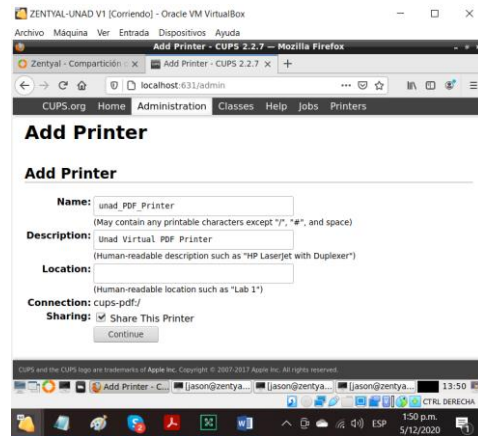 ZENTYAL-UNAD V1 [Corriendo] - Oracle VM VirtualBox
Archivo Máquina Ver Entrada Dispositivos Ayuda
Add Printer - CUPS 2.2.7 — Mozilla Firefox
Zentyal - Compartición
Add Printer - CUPS 2.2.7
localhost:631/admin
CUPS.org Home Administration Classes Help Jobs Printers
Add Printer
Add Printer
Name: unad_PDF_Printer
(May contain any printable characters except "/", "#", and space)
Description: Unad Virtual PDF Printer
(Human-readable description such as "HP LaserJet with Duplexer")
Location:
(Human-readable location such as "Lab 1")
Connection: cups-pdf:/
Sharing: Share This Printer
Continue
CUPS and the CUPS logo are trademarks of Apple Inc. Copyright © 2007-2017 Apple Inc. All rights reserved.
Add Printer - C... [jason@zentya... [jason@zentya... [jason@zentya... 13:50
CTRL DERECHA
ESP
1:50 p.m.
5/12/2020